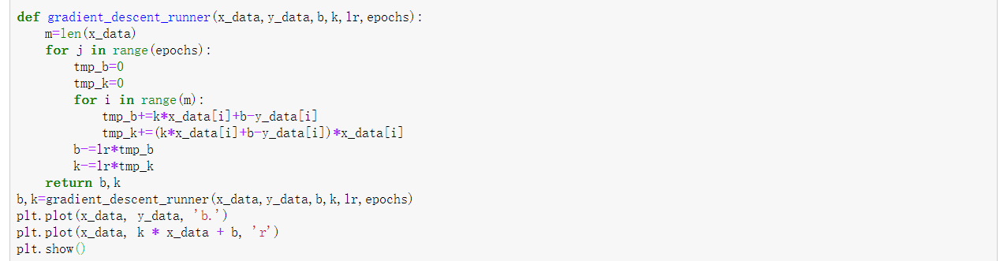 def gradient_descent_runner(x_data,y_data,b,k,lr,epochs):
    m=len(x_data)
    for j in range(epochs):
        tmp_b=0
        tmp_k=0
        for i in range(m):
            tmp_b+=k*x_data[i]+b-y_data[i]
            tmp_k+=(k*x_data[i]+b-y_data[i])*x_data[i]
        b-=lr*tmp_b
        k-=lr*tmp_k
    return b,k
b,k=gradient_descent_runner(x_data,y_data,b,k,lr,epochs)
plt.plot(x_data, y_data, 'b.')
plt.plot(x_data, k * x_data + b, 'r')
plt.show()